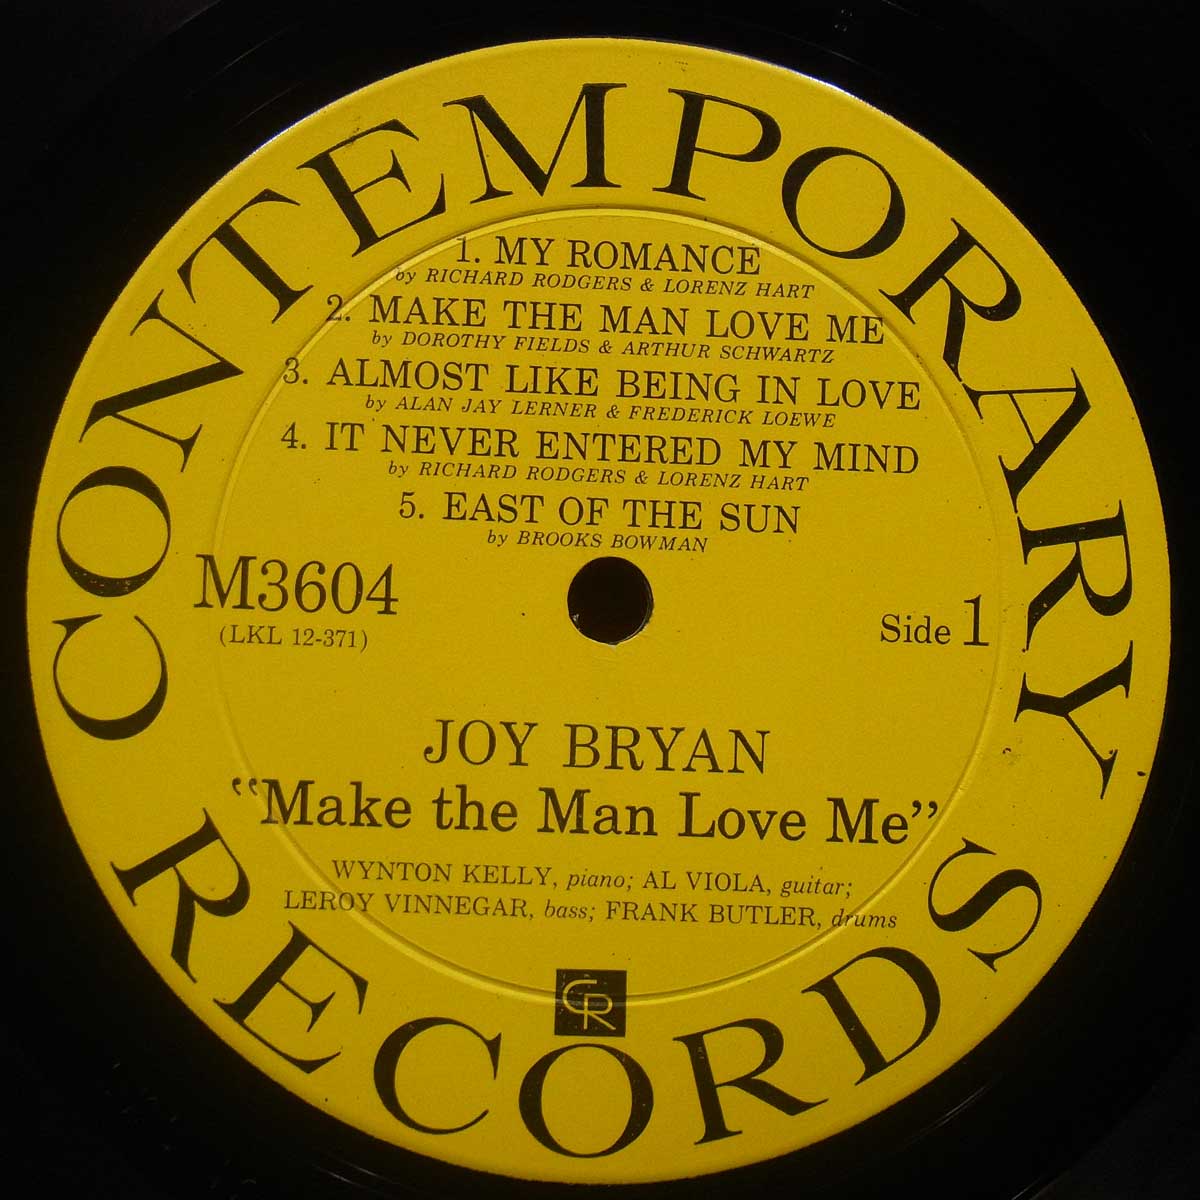 CONTEMPORARY
1. MY ROMANCE
by RICHARD RODGERS & LORENZ HART
2. MAKE THE MAN LOVE ME
by DOROTHY FIELDS & ARTHUR SCHWARTZ
3. ALMOST LIKE BEING IN LOVE
by ALAN JAY LERNER & FREDERICK LOEWE
4. IT NEVER ENTERED MY MIND
by RICHARD RODGERS & LORENZ HART
5. EAST OF THE SUN
by BROOKS BOWMAN
M3604
(LKL 12-371)
Side 1
JOY BRYAN
“Make the Man Love Me”
WYNTON KELLY, piano; AL VIOLA, guitar;
LEROY VINNEGAR, bass; FRANK BUTLER, drums
CR
RECORDS